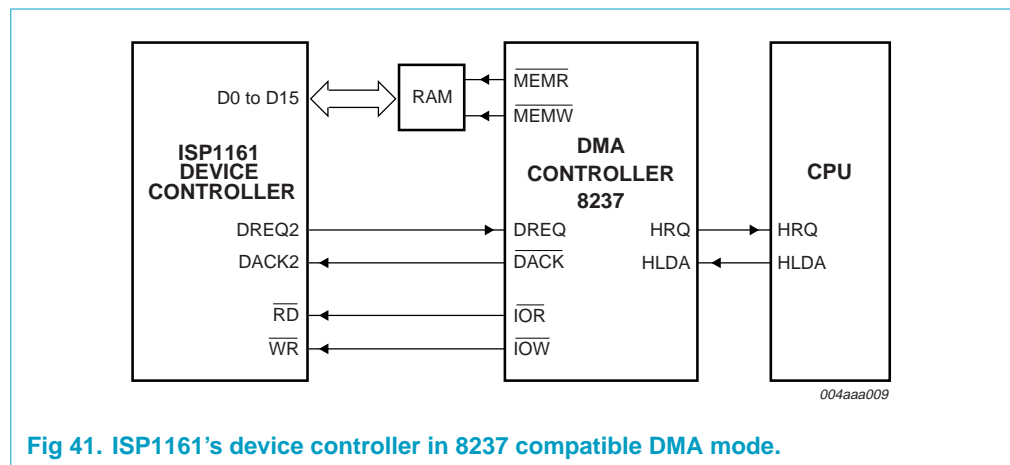 D0 to D15
RAM
MEMR
MEMW
ISP1161
DEVICE
CONTROLLER
DMA
CONTROLLER
8237
CPU
DREQ2
DREQ
HRQ
HRQ
DACK2
DACK
HLDA
HLDA
RD
IOR
WR
IOW
004aaa009
Fig 41. ISP1161's device controller in 8237 compatible DMA mode.